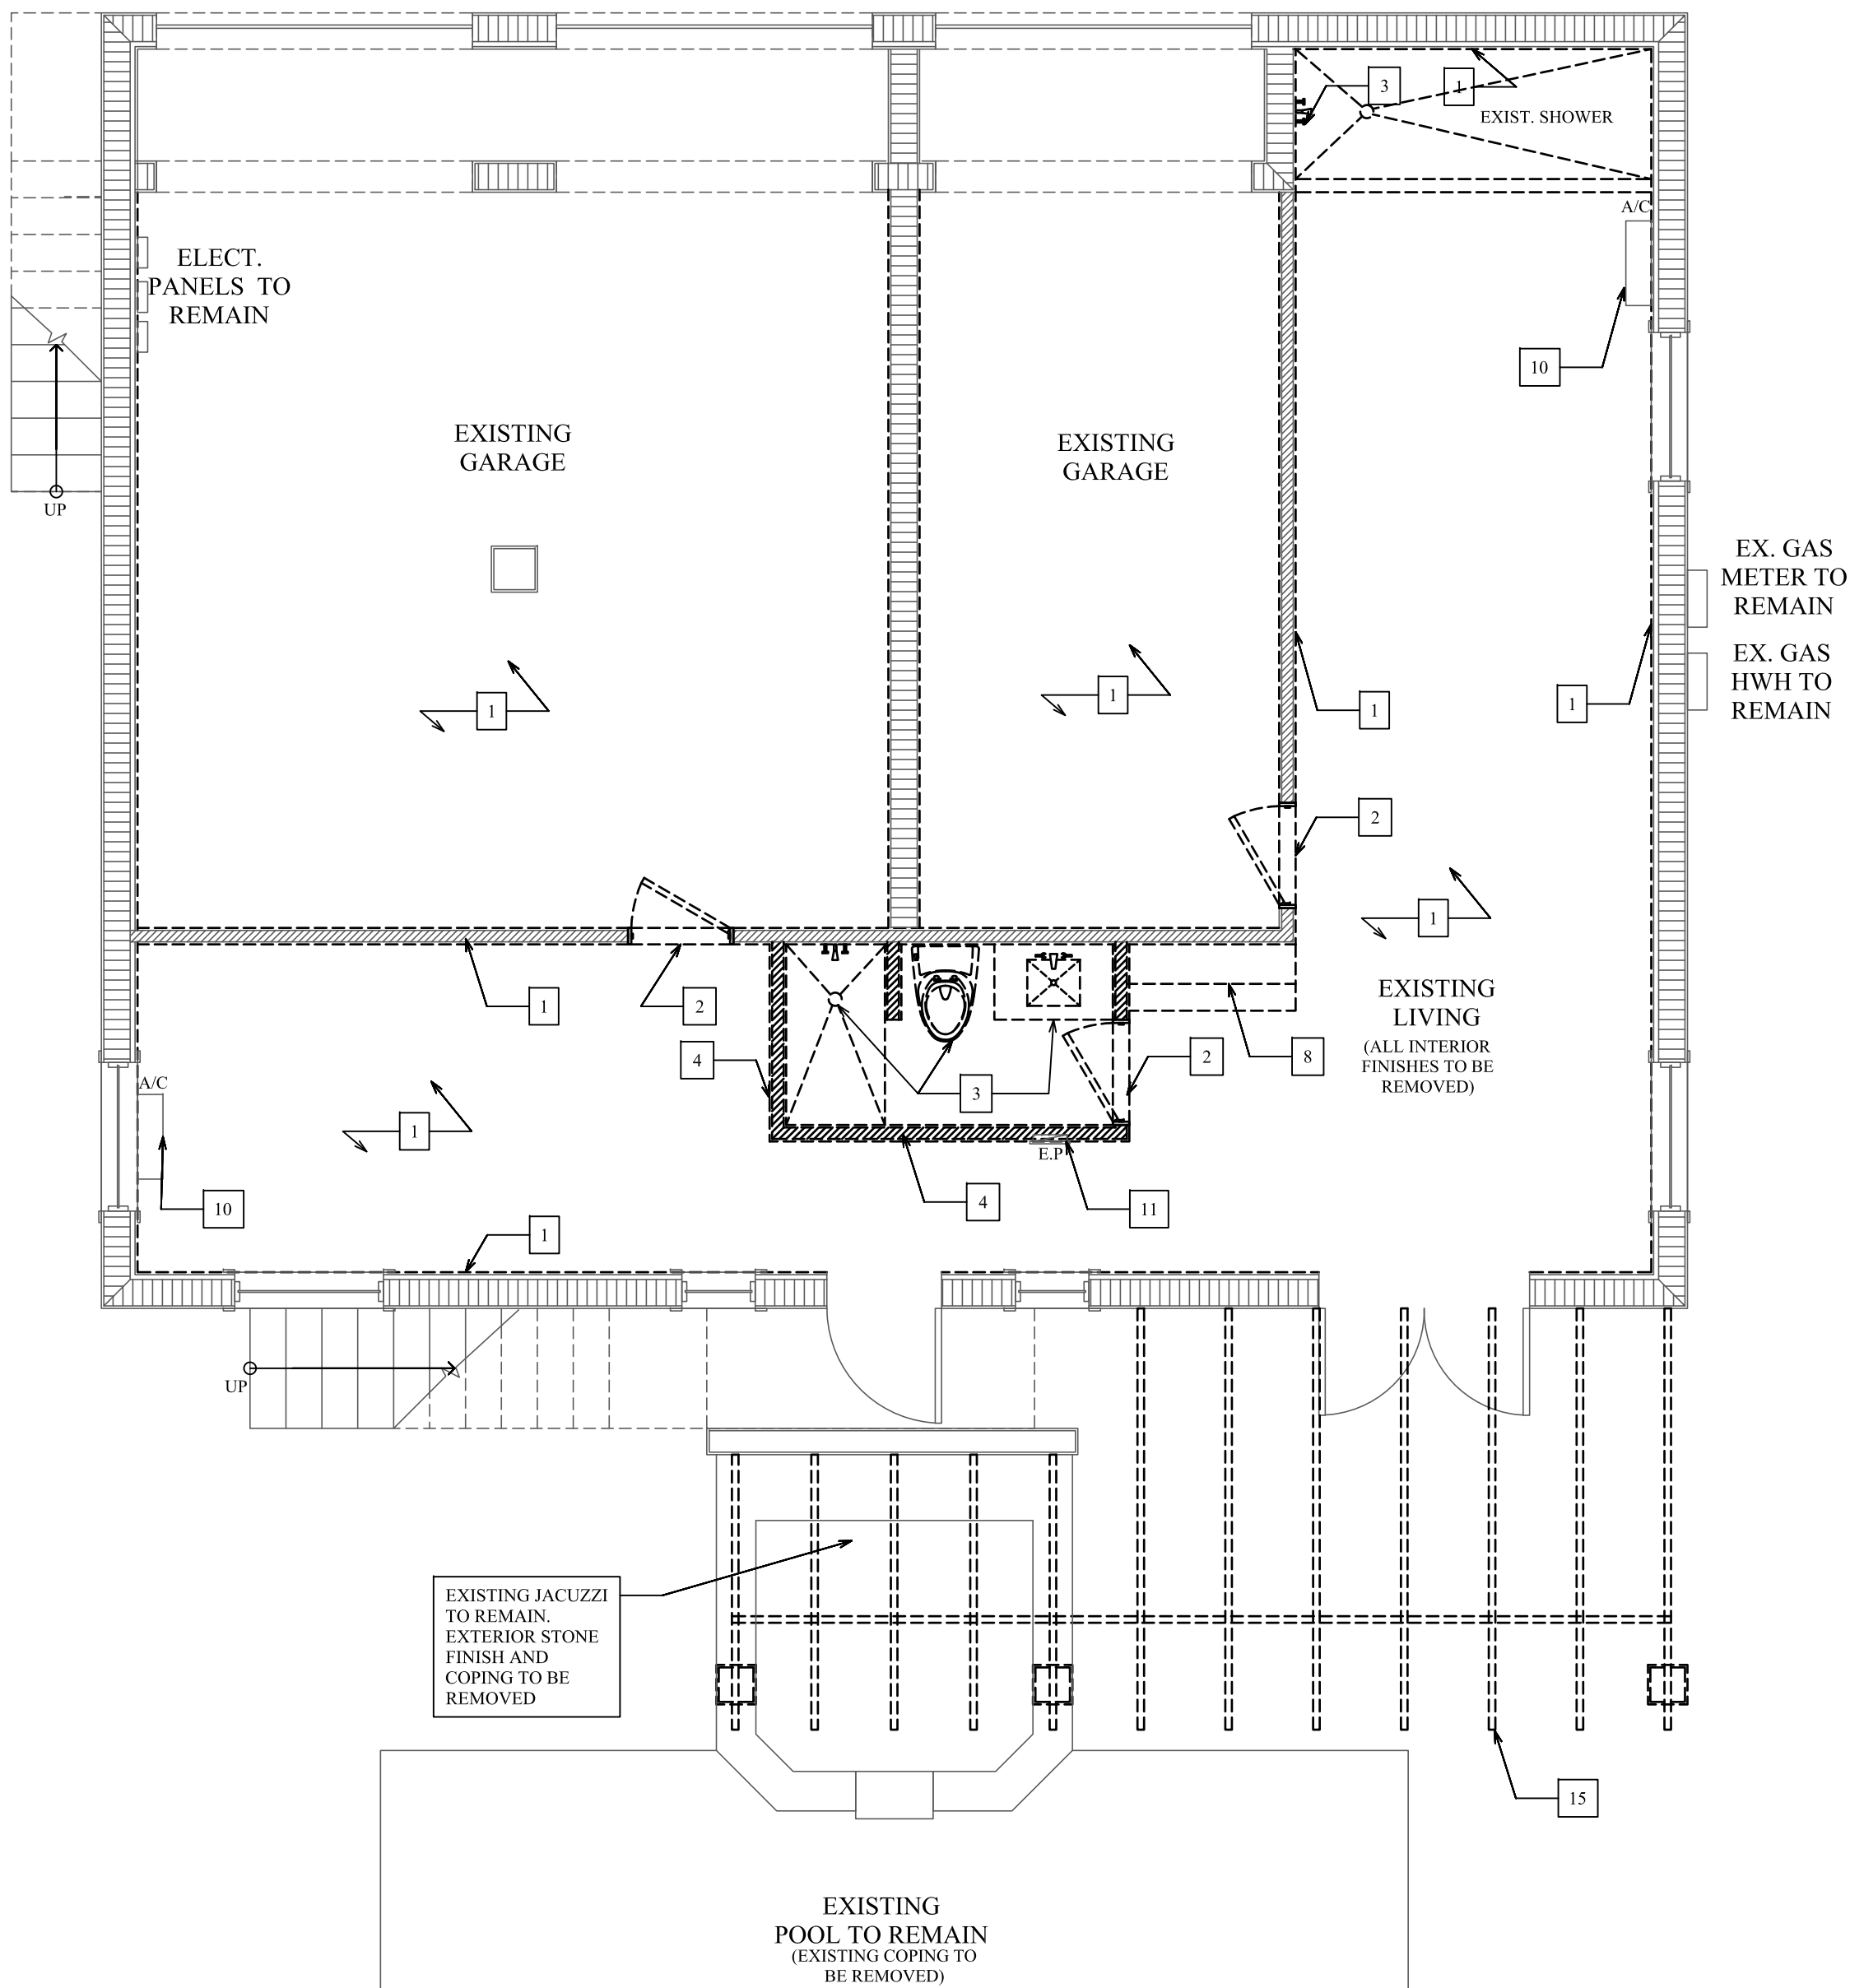 3
1
EXIST. SHOWER
A/C
ELECT.
PANELS TO
REMAIN
10
EXISTING
GARAGE
EXISTING
GARAGE
UP
EX. GAS
METER TO
REMAIN
EX. GAS
HWH TO
REMAIN
1
1
1
1
2
1
EXISTING
LIVING
(ALL INTERIOR
FINISHES TO BE
REMOVED)
1
2
4
3
2
8
A/C
1
E.P
10
4
11
1
UP
EXISTING JACUZZI
TO REMAIN.
EXTERIOR STONE
FINISH AND
COPING TO BE
REMOVED
15
EXISTING
POOL TO REMAIN
(EXISTING COPING TO
BE REMOVED)